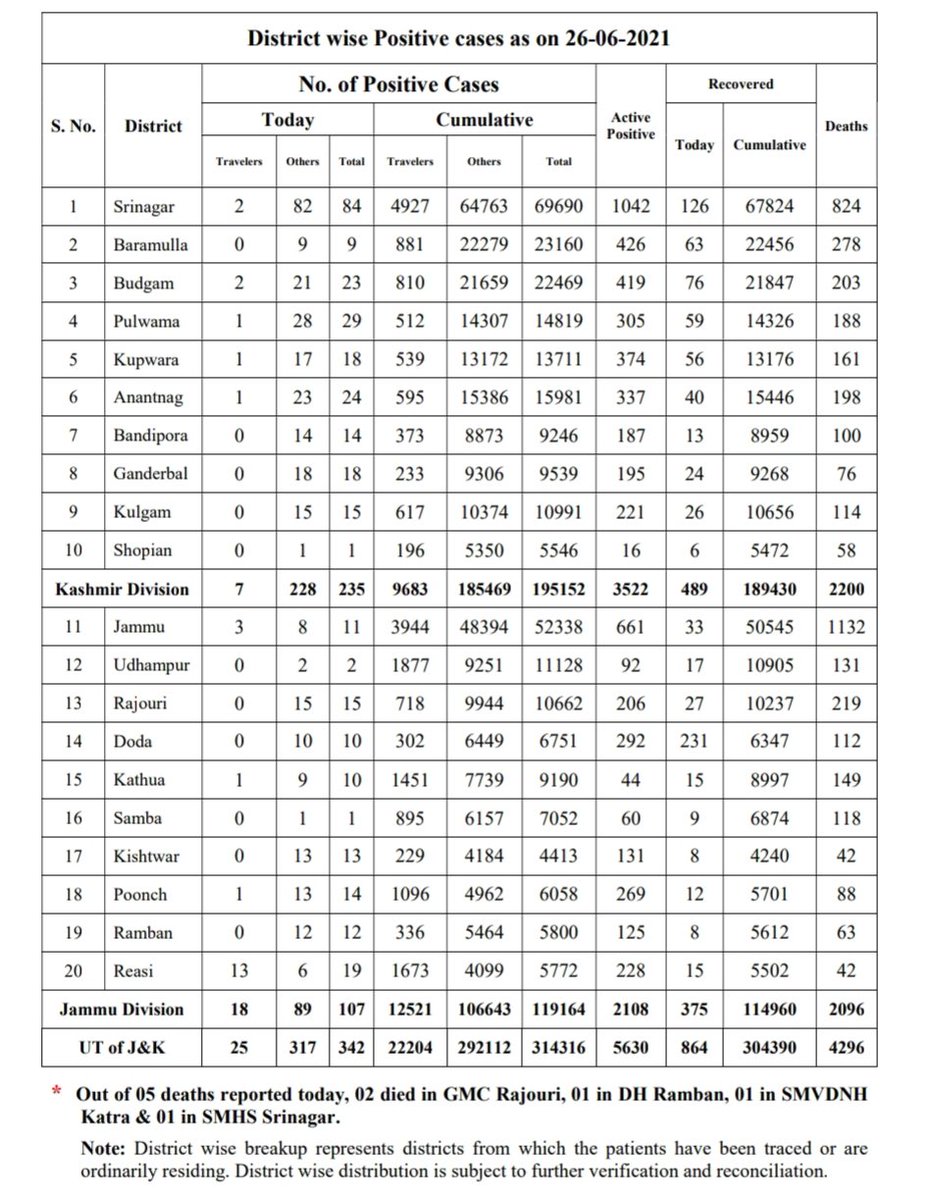 District wise Positive cases as on 26-06-2021
S. No. District No. of Positive Cases Active Positive Recovered Deaths
Today Cumulative Today Cumulative
Travelers Others Total Travelers Others Total
1 Srinagar 2 82 84 4927 64763 69690 1042 126 67824 824
2 Baramulla 0 9 9 881 22279 23160 426 63 22456 278
3 Budgam 2 21 23 810 21659 22469 419 76 21847 203
4 Pulwama 1 28 29 512 14307 14819 305 59 14326 188
5 Kupwara 1 17 18 539 13172 13711 374 56 13176 161
6 Anantnag 1 23 24 595 15386 15981 337 40 15446 198
7 Bandipora 0 14 14 373 8873 9246 187 13 8959 100
8 Ganderbal 0 18 18 233 9306 9539 195 24 9268 76
9 Kulgam 0 15 15 617 10374 10991 221 26 10656 114
10 Shopian 0 1 1 196 5350 5546 16 6 5472 58
Kashmir Division 7 228 235 9683 185469 195152 3522 489 189430 2200
11 Jammu 3 8 11 3944 48394 52338 661 33 50545 1132
12 Udhampur 0 2 2 1877 9251 11128 92 17 10905 131
13 Rajouri 0 15 15 718 9944 10662 206 27 10237 219
14 Doda 0 10 10 302 6449 6751 292 231 6347 112
15 Kathua 1 9 10 1451 7739 9190 44 15 8997 149
16 Samba 0 1 1 895 6157 7052 60 9 6874 118
17 Kishtwar 0 13 13 229 4184 4413 131 8 4240 42
18 Poonch 1 13 14 1096 4962 6058 269 12 5701 88
19 Ramban 0 12 12 336 5464 5800 125 8 5612 63
20 Reasi 13 6 19 1673 4099 5772 228 15 5502 42
Jammu Division 18 89 107 12521 106643 119164 2108 375 114960 2096
UT of J&K 25 317 342 22204 292112 314316 5630 864 304390 4296
* Out of 05 deaths reported today, 02 died in GMC Rajouri, 01 in DH Ramban, 01 in SMVDNH
Katra & 01 in SMHS Srinagar.
Note: District wise breakup represents districts from which the patients have been traced or are
ordinarily residing. District wise distribution is subject to further verification and reconciliation.